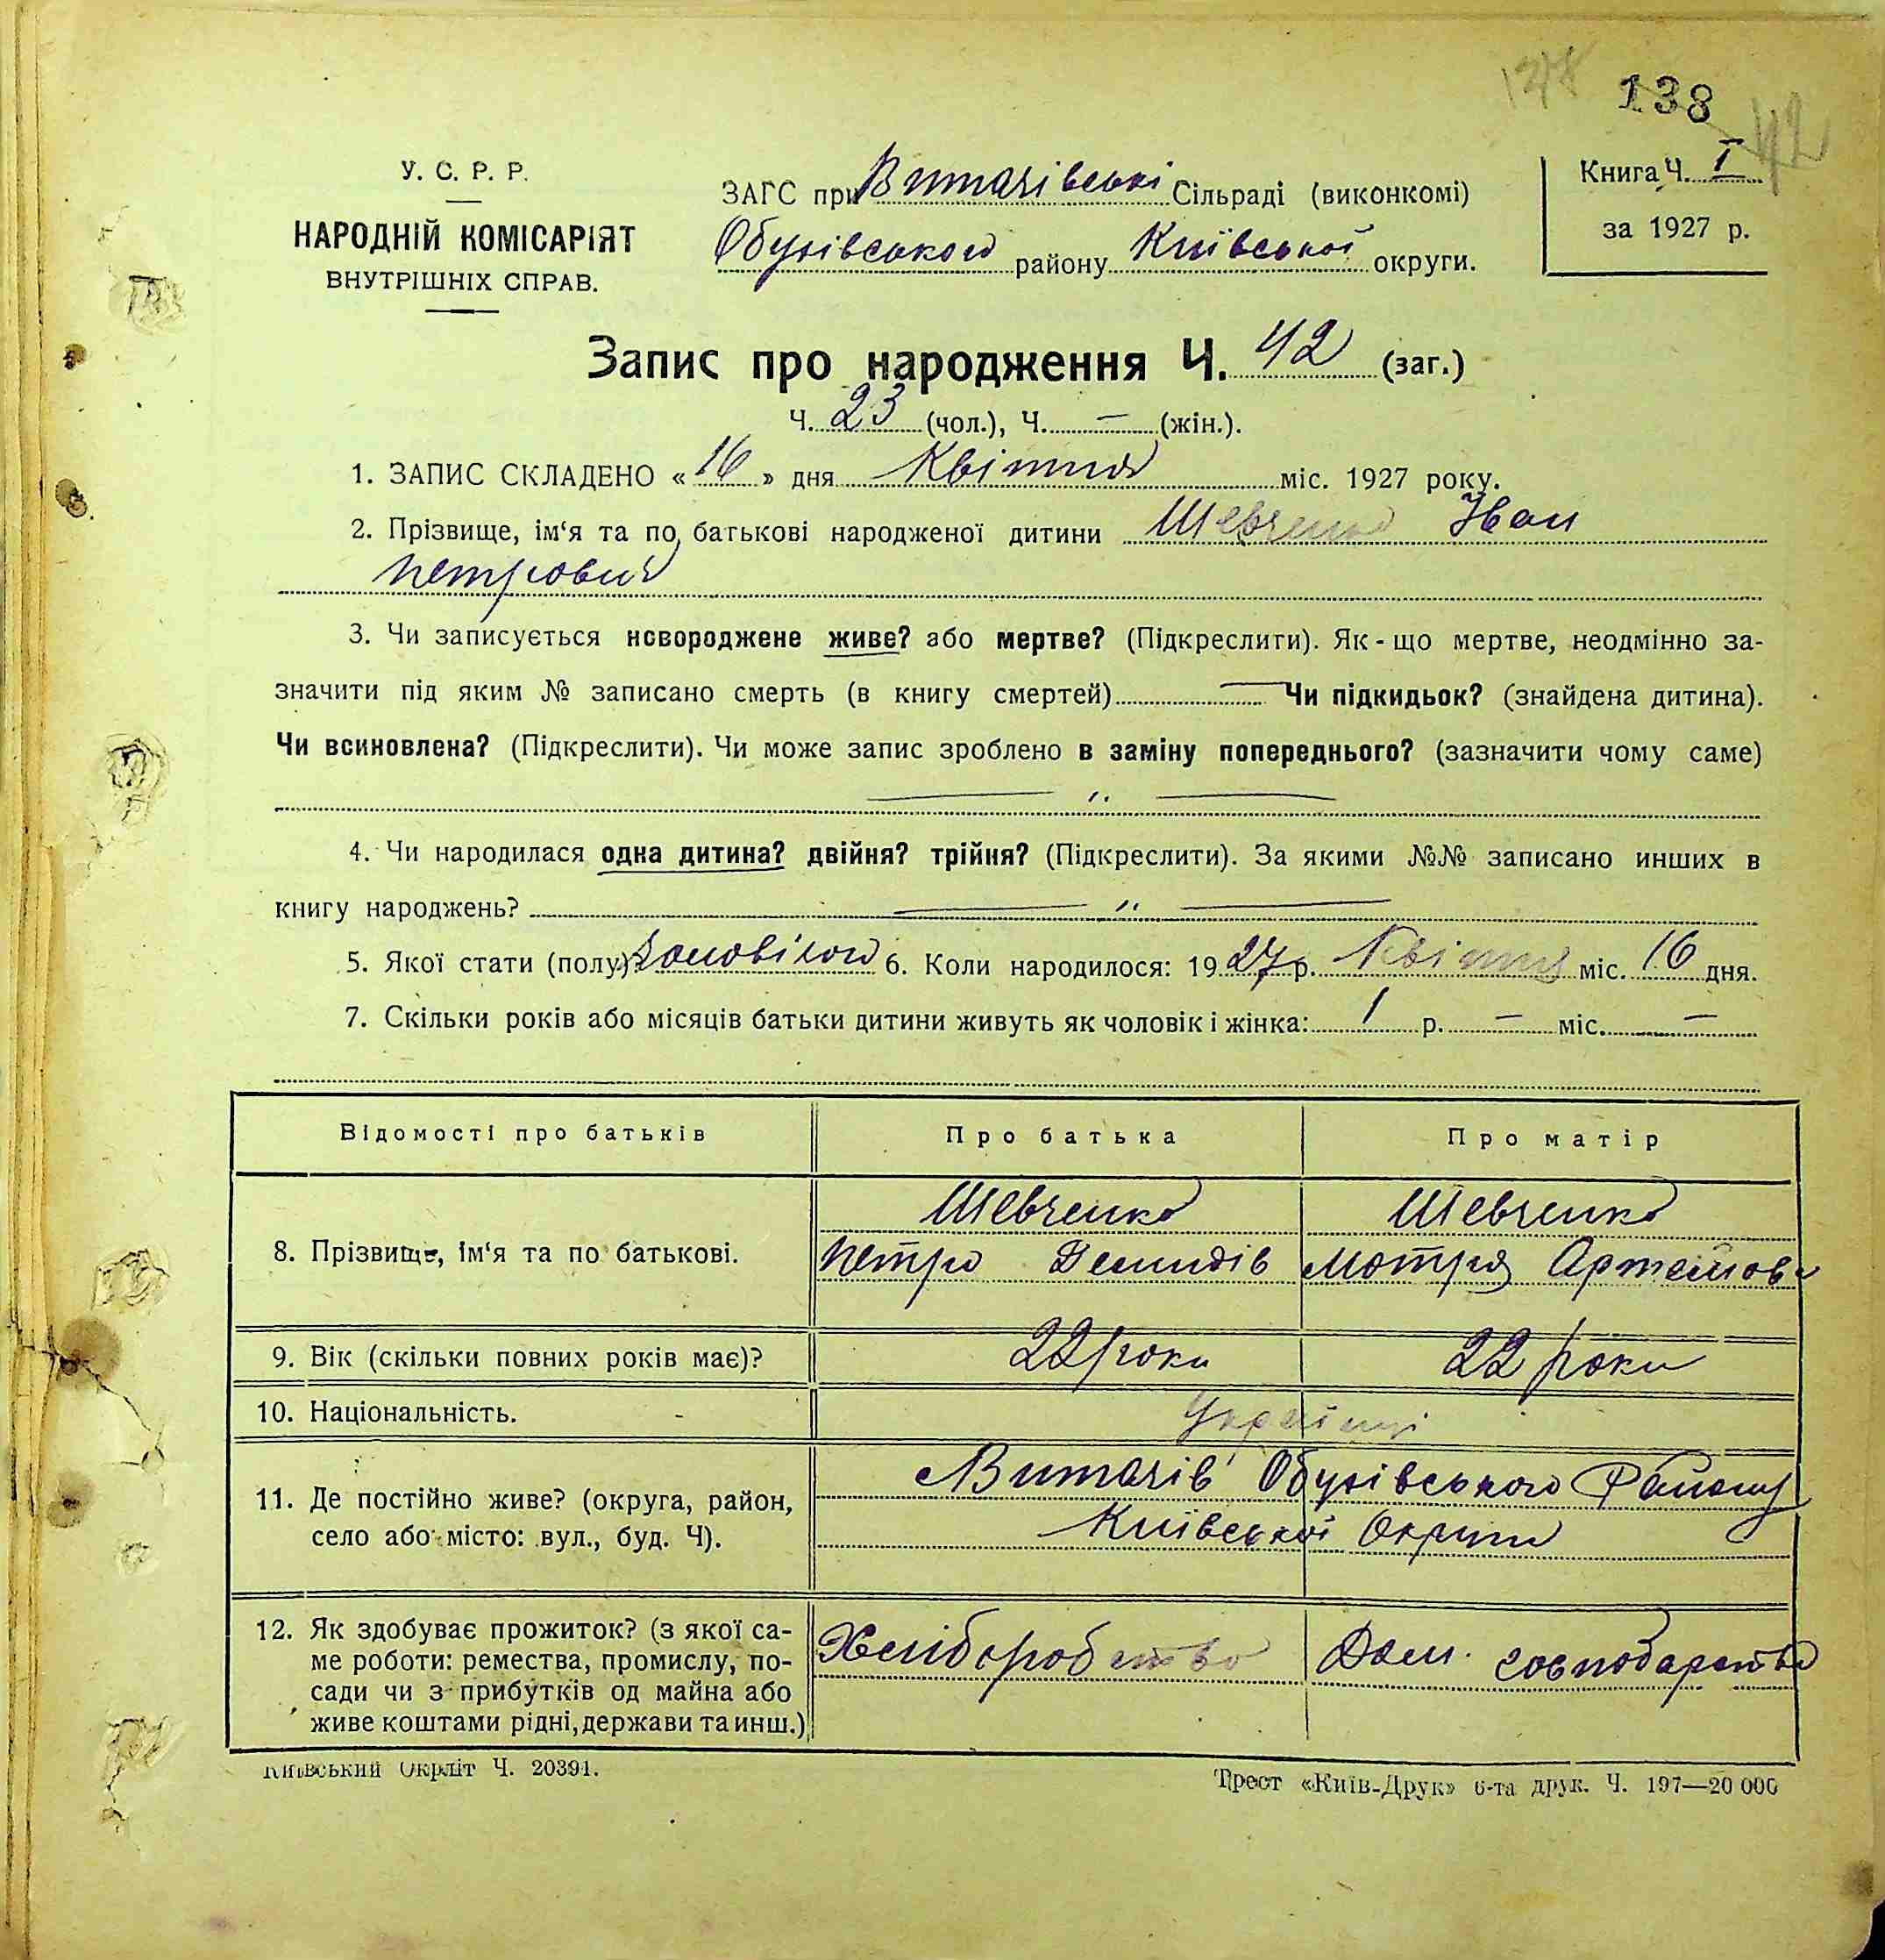 138
42
У. С. Р. Р.
НАРОДНІЙ КОМІСАРІЯТ
ВНУТРІШНІХ СПРАВ.
ЗАГС при Витачівські Сільраді (виконкомі)
Обухівського району Київської округи.
Книга Ч. I
за 1927 р.
Запис про народження Ч. 42 (заг.)
Ч. 23 (чол.), Ч. — (жін.).
1. ЗАПИС СКЛАДЕНО «16» дня Квітня міс. 1927 року.
2. Прізвище, ім‘я та по батькові народженої дитини Шевченко Іван
Петрович
3. Чи записується новороджене живе? або мертве? (Підкреслити). Як-що мертве, неодмінно за-
значити під яким № записано смерть (в книгу смертей) — Чи підкидьок? (знайдена дитина).
Чи всиновлена? (Підкреслити). Чи може запис зроблено в заміну попереднього? (зазначити чому саме)
— „ —
4. Чи народилася одна дитина? двійня? трійня? (Підкреслити). За якими №№ записано инших в
книгу народжень? — „ —
5. Якої стати (полу) 6. Коли народилося: 1927 р. Квітня міс. 16 дня.
7. Скільки років або місяців батьки дитини живуть як чоловік і жінка: 1 р. — міс. —
Відомості про батьків Про батька Про матір
8. Прізвище, ім‘я та по батькові. Шевченко Шевченко
Петро Демидів Мотря Артемова
9. Вік (скільки повних років має)? 22 роки 22 роки
10. Національність. Українці
11. Де постійно живе? (округа, район,
село або місто: вул., буд. Ч). Витачів Обухівського Району
Київської Округи
12. Як здобуває прожиток? (з якої са-
ме роботи: ремества, промислу, по-
сади чи з прибутків од майна або
живе коштами рідні, держави та инш.) Хліборобство Дом. господарство
Київський Окрліт Ч. 20391.
Трест «Київ-Друк» 6-та друк. Ч. 197—20 000